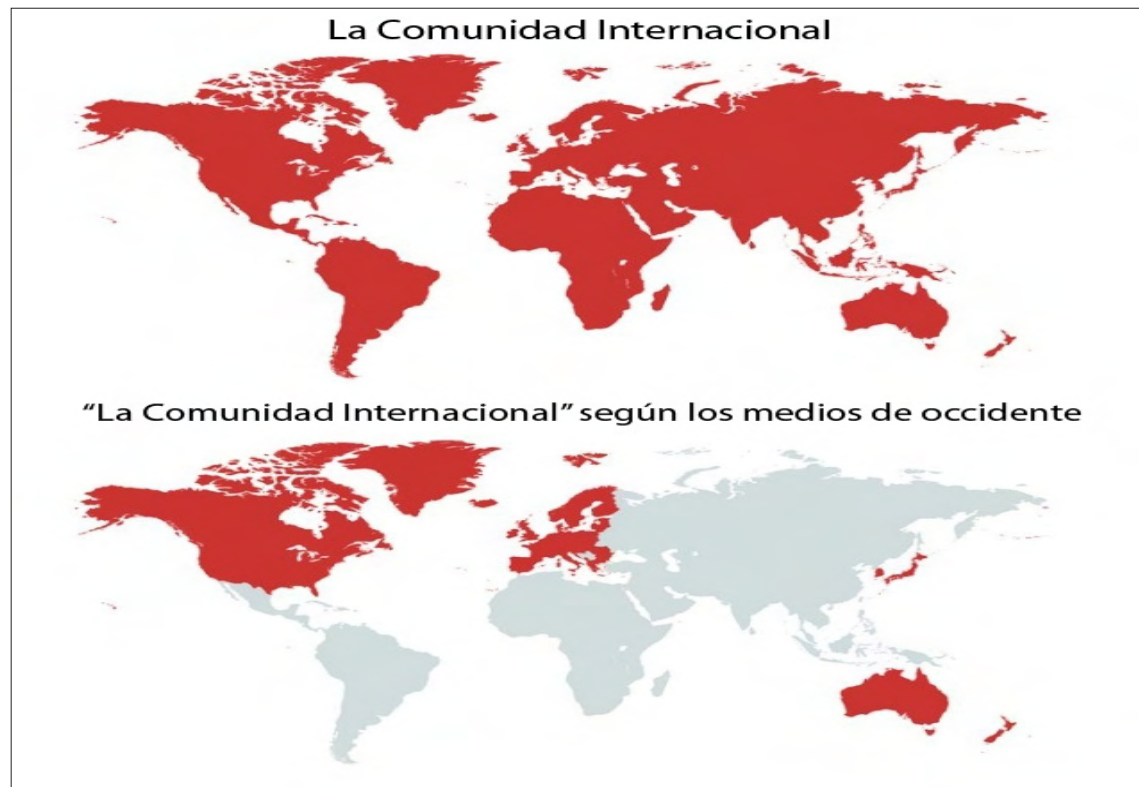 La Comunidad Internacional
“La Comunidad Internacional” según los medios de occidente